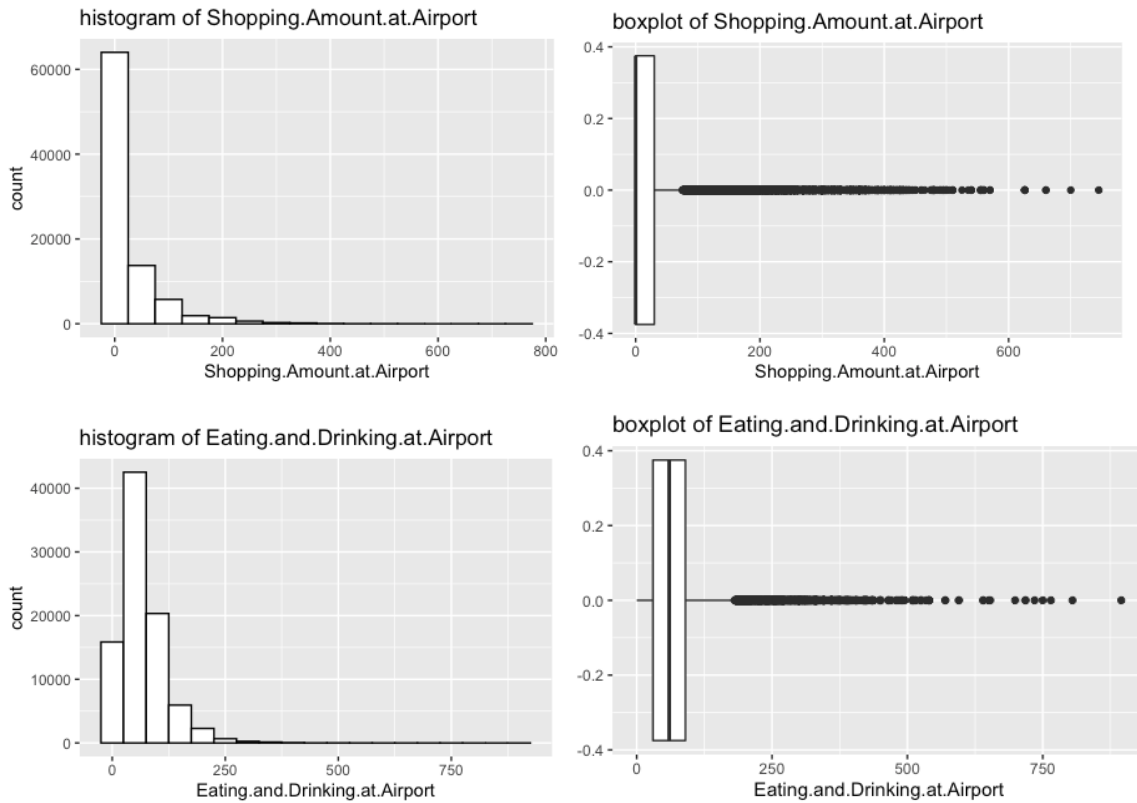 histogram of Shopping.Amount.at.Airport
60000
40000
20000
0
count
0 200 400 600 800
Shopping.Amount.at.Airport
boxplot of Shopping.Amount.at.Airport
0.4
0.2
0.0
-0.2
-0.4
0 200 400 600
Shopping.Amount.at.Airport
histogram of Eating.and.Drinking.at.Airport
40000
30000
20000
10000
0
count
0 250 500 750
Eating.and.Drinking.at.Airport
boxplot of Eating.and.Drinking.at.Airport
0.4
0.2
0.0
-0.2
-0.4
0 250 500 750
Eating.and.Drinking.at.Airport